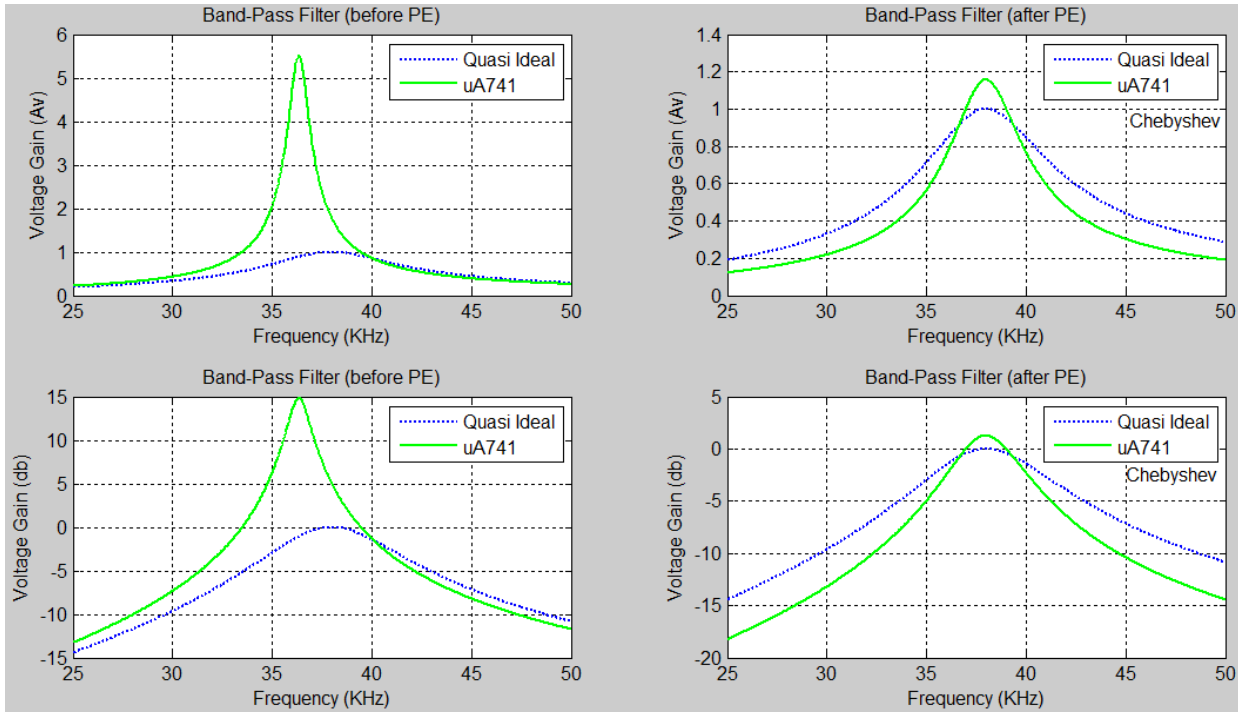 Band-Pass Filter (before PE)
6
5
4
3
2
1
0
Voltage Gain (Av)
Quasi Ideal
uA741
25 30 35 40 45 50
Frequency (KHz)
Band-Pass Filter (after PE)
1.4
1.2
1
0.8
0.6
0.4
0.2
0
Voltage Gain (Av)
Quasi Ideal
uA741
Chebyshev
25 30 35 40 45 50
Frequency (KHz)
Band-Pass Filter (before PE)
15
10
5
0
-5
-10
-15
Voltage Gain (db)
Quasi Ideal
uA741
25 30 35 40 45 50
Frequency (KHz)
Band-Pass Filter (after PE)
5
0
-5
-10
-15
-20
Voltage Gain (db)
Quasi Ideal
uA741
Chebyshev
25 30 35 40 45 50
Frequency (KHz)